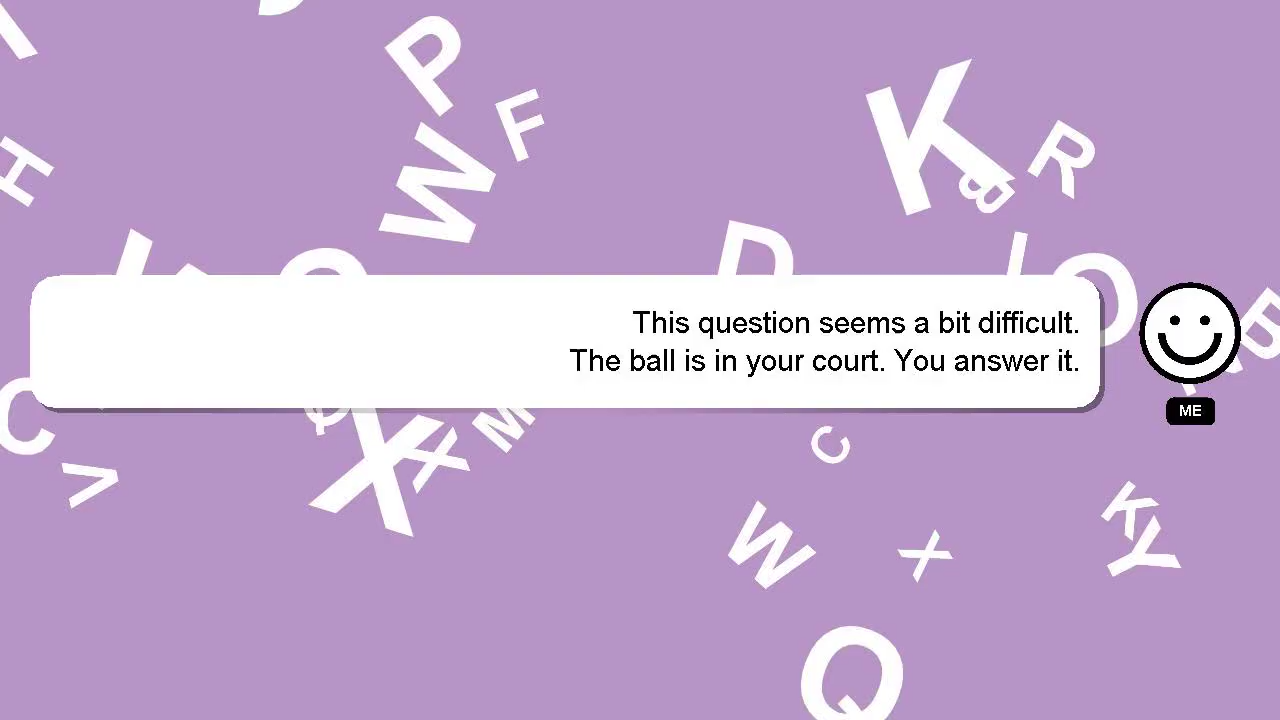 This question seems a bit difficult.
The ball is in your court. You answer it.
ME
P
F
W
K
R
B
H
D
O
C
V
X
X
M
C
W
X
K
Y
Q